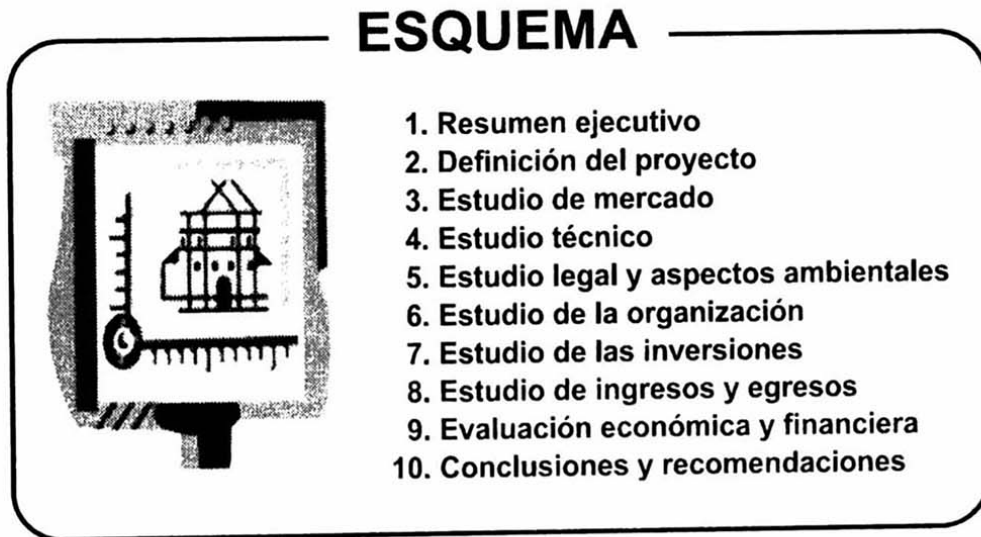 ESQUEMA
1. Resumen ejecutivo
2. Definición del proyecto
3. Estudio de mercado
4. Estudio técnico
5. Estudio legal y aspectos ambientales
6. Estudio de la organización
7. Estudio de las inversiones
8. Estudio de ingresos y egresos
9. Evaluación económica y financiera
10. Conclusiones y recomendaciones